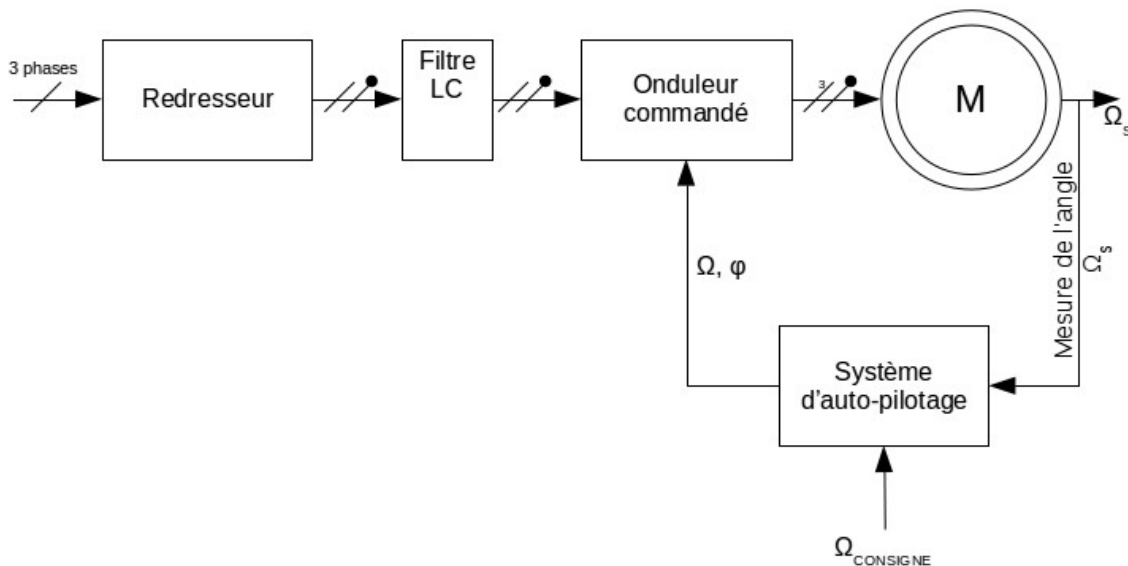 3 phases
Redresseur
Filtre
LC
Onduleur
commandé
3
M
Ωs
Mesure de l'angle
Ωs
Ω, φ
Système
d'auto-pilotage
ΩCONSIGNE